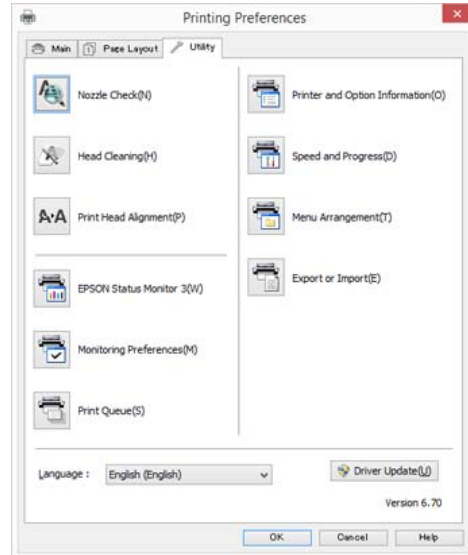 Printing Preferences
Main
Page Layout
Utility
Nozzle Check(N)
Head Cleaning(H)
Print Head Alignment(P)
EPSON Status Monitor 3(W)
Monitoring Preferences(M)
Print Queue(S)
Printer and Option Information(O)
Speed and Progress(D)
Menu Arrangement(T)
Export or Import(E)
Language :
English (English)
Driver Update(U)
Version 6.70
OK
Cancel
Help